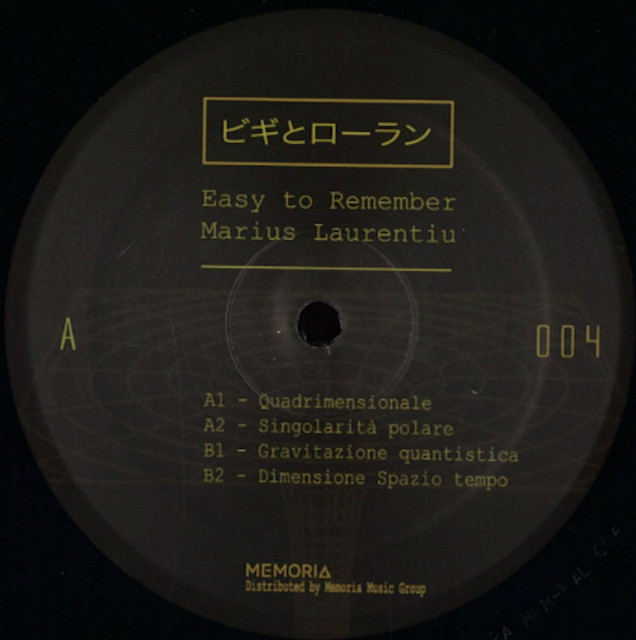 ビギとローラン
Easy to Remember
Marius Laurentiu
A
004
A1 - Quadrimensionale
A2 - Singolarità polare
B1 - Gravitazione quantistica
B2 - Dimensione Spazio tempo
MEMORIA
Distributed by Memoria Music Group